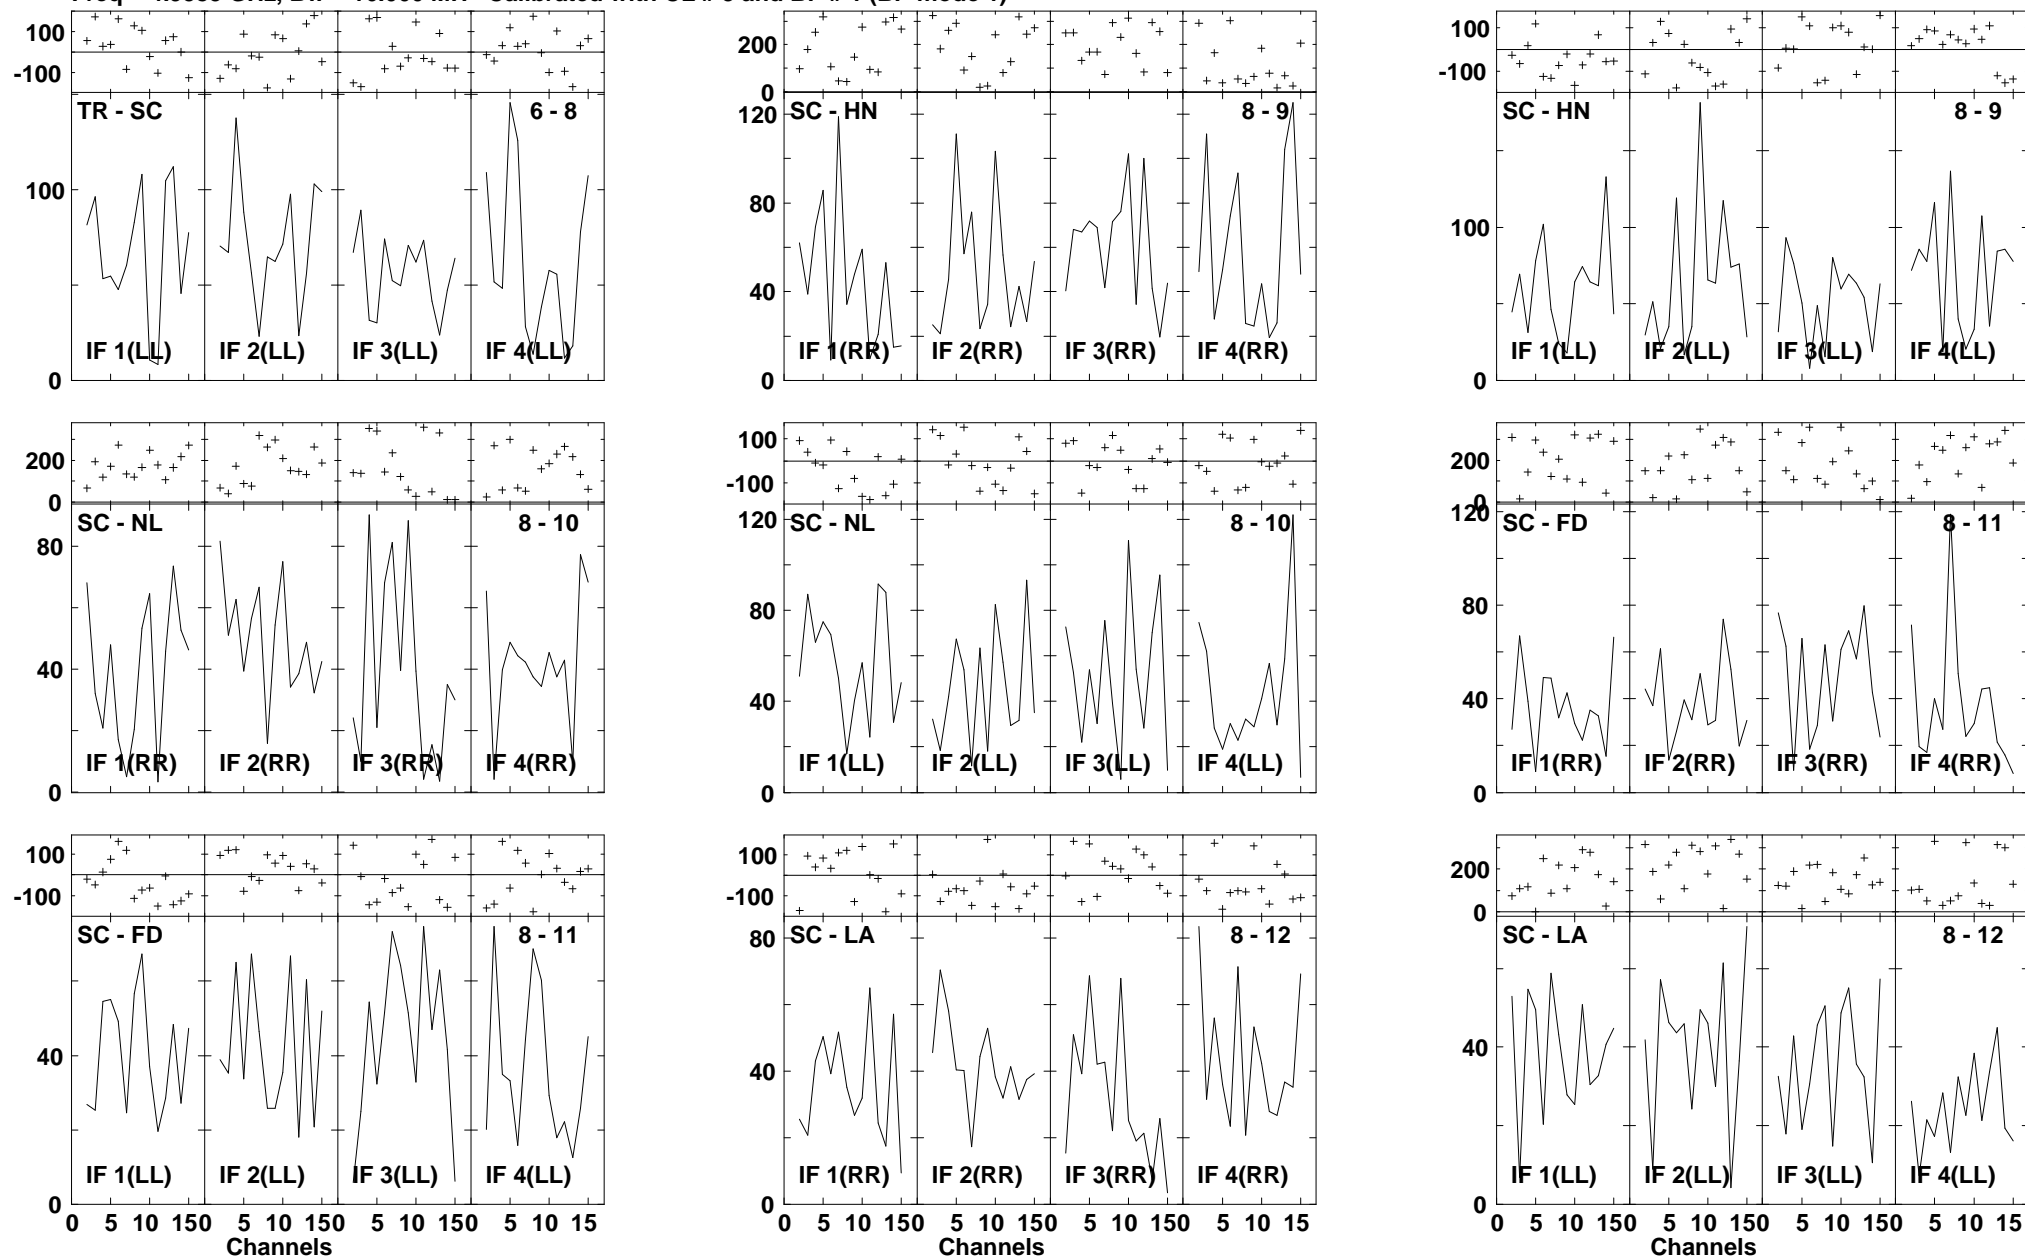 100 200 100
-100 0 -100
TR - SC 6 - 8 SC - HN 8 - 9 SC - HN 8 - 9
120
100 80 100
40
IF 1(LL) IF 2(LL) IF 3(LL) IF 4(LL) IF 1(RR) IF 2(RR) IF 3(RR) IF 4(RR) IF 1(LL) IF 2(LL) IF 3(LL) IF 4(LL)
0 0 0
200 100 200
0 -100 0
SC - NL 8 - 10 SC - NL 8 - 10 SC - FD 8 - 11
120 120
80 80 80
40 40 40
IF 1(RR) IF 2(RR) IF 3(RR) IF 4(RR) IF 1(LL) IF 2(LL) IF 3(LL) IF 4(LL) IF 1(RR) IF 2(RR) IF 3(RR) IF 4(RR)
0 0 0
100 100 200
-100 -100 0
SC - FD 8 - 11 SC - LA 8 - 12 SC - LA 8 - 12
80
40 40 40
IF 1(LL) IF 2(LL) IF 3(LL) IF 4(LL) IF 1(RR) IF 2(RR) IF 3(RR) IF 4(RR) IF 1(LL) IF 2(LL) IF 3(LL) IF 4(LL)
0 0 0
0 5 10 150 5 10 150 5 10 150 5 10 15 0 5 10 150 5 10 150 5 10 150 5 10 15 0 5 10 150 5 10 150 5 10 150 5 10 15
Channels Channels Channels